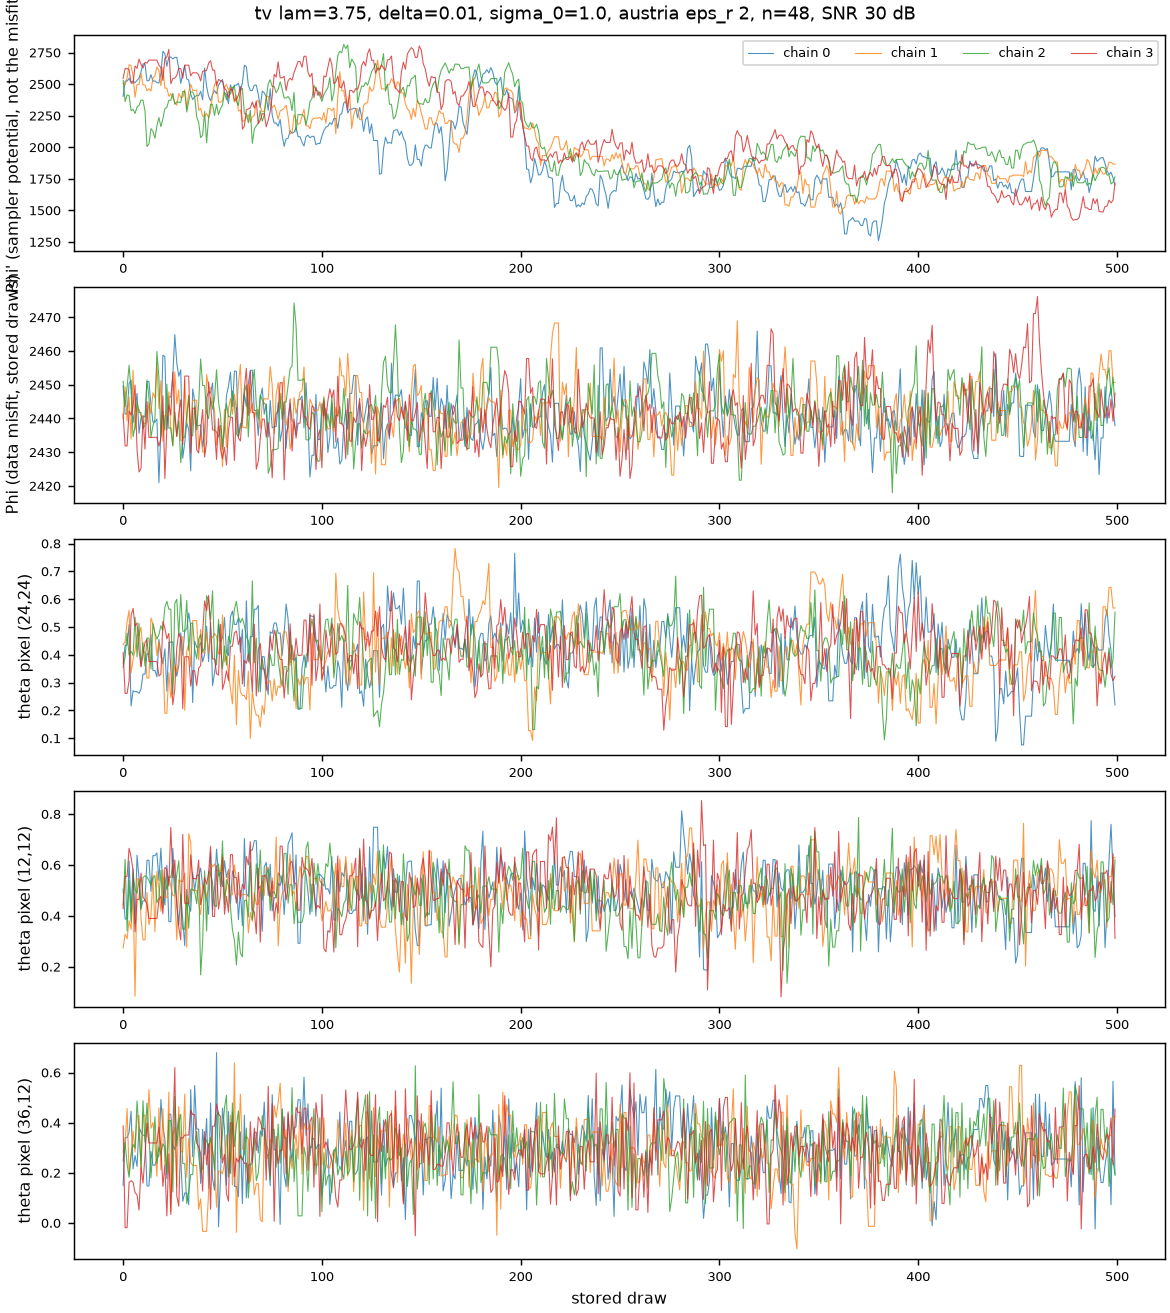 tv lam=3.75, delta=0.01, sigma_0=1.0, austria eps_r 2, n=48, SNR 30 dB
Phi' (sampler potential, not the misfit
2750
2500
2250
2000
1750
1500
1250
chain 0 chain 1 chain 2 chain 3
0 100 200 300 400 500
Phi (data misfit, stored draws)
2470
2460
2450
2440
2430
2420
0 100 200 300 400 500
theta pixel (24,24)
0.8
0.7
0.6
0.5
0.4
0.3
0.2
0.1
0 100 200 300 400 500
theta pixel (12,12)
0.8
0.6
0.4
0.2
0 100 200 300 400 500
theta pixel (36,12)
0.6
0.4
0.2
0.0
0 100 200 300 400 500
stored draw